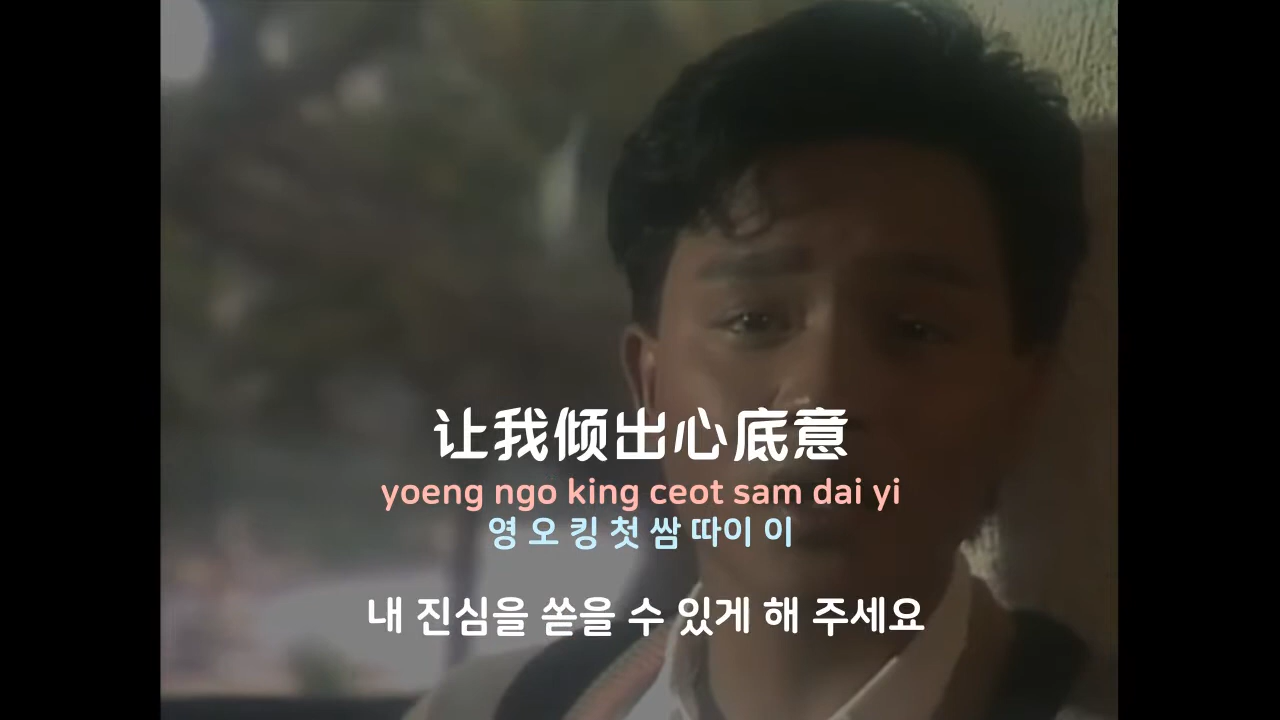 让我倾出心底意
yoeng ngo king ceot sam dai yi
영 오 킹 첫 쌈 따이 이
내 진심을 쏟을 수 있게 해 주세요